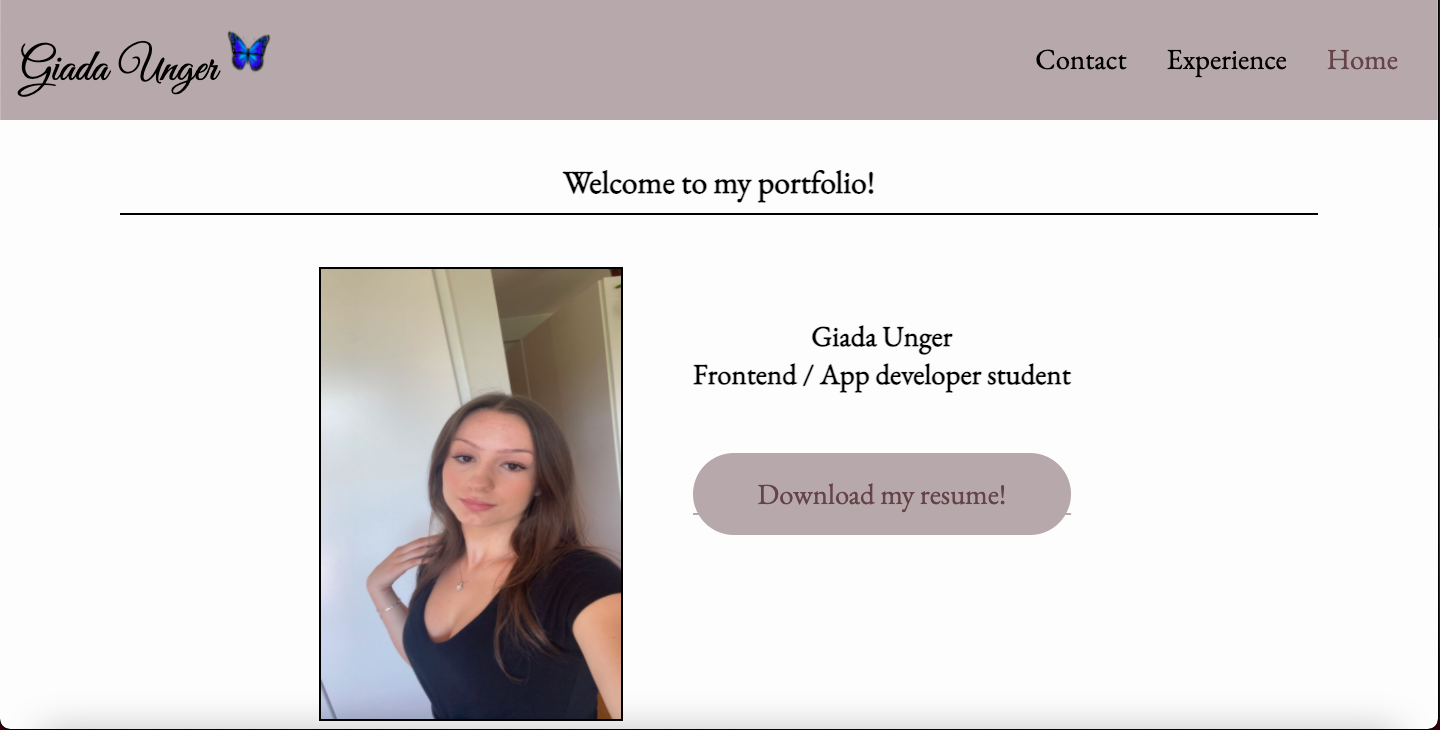 Giada Unger
Contact Experience Home
Welcome to my portfolio!
Giada Unger
Frontend / App developer student
Download my resume!